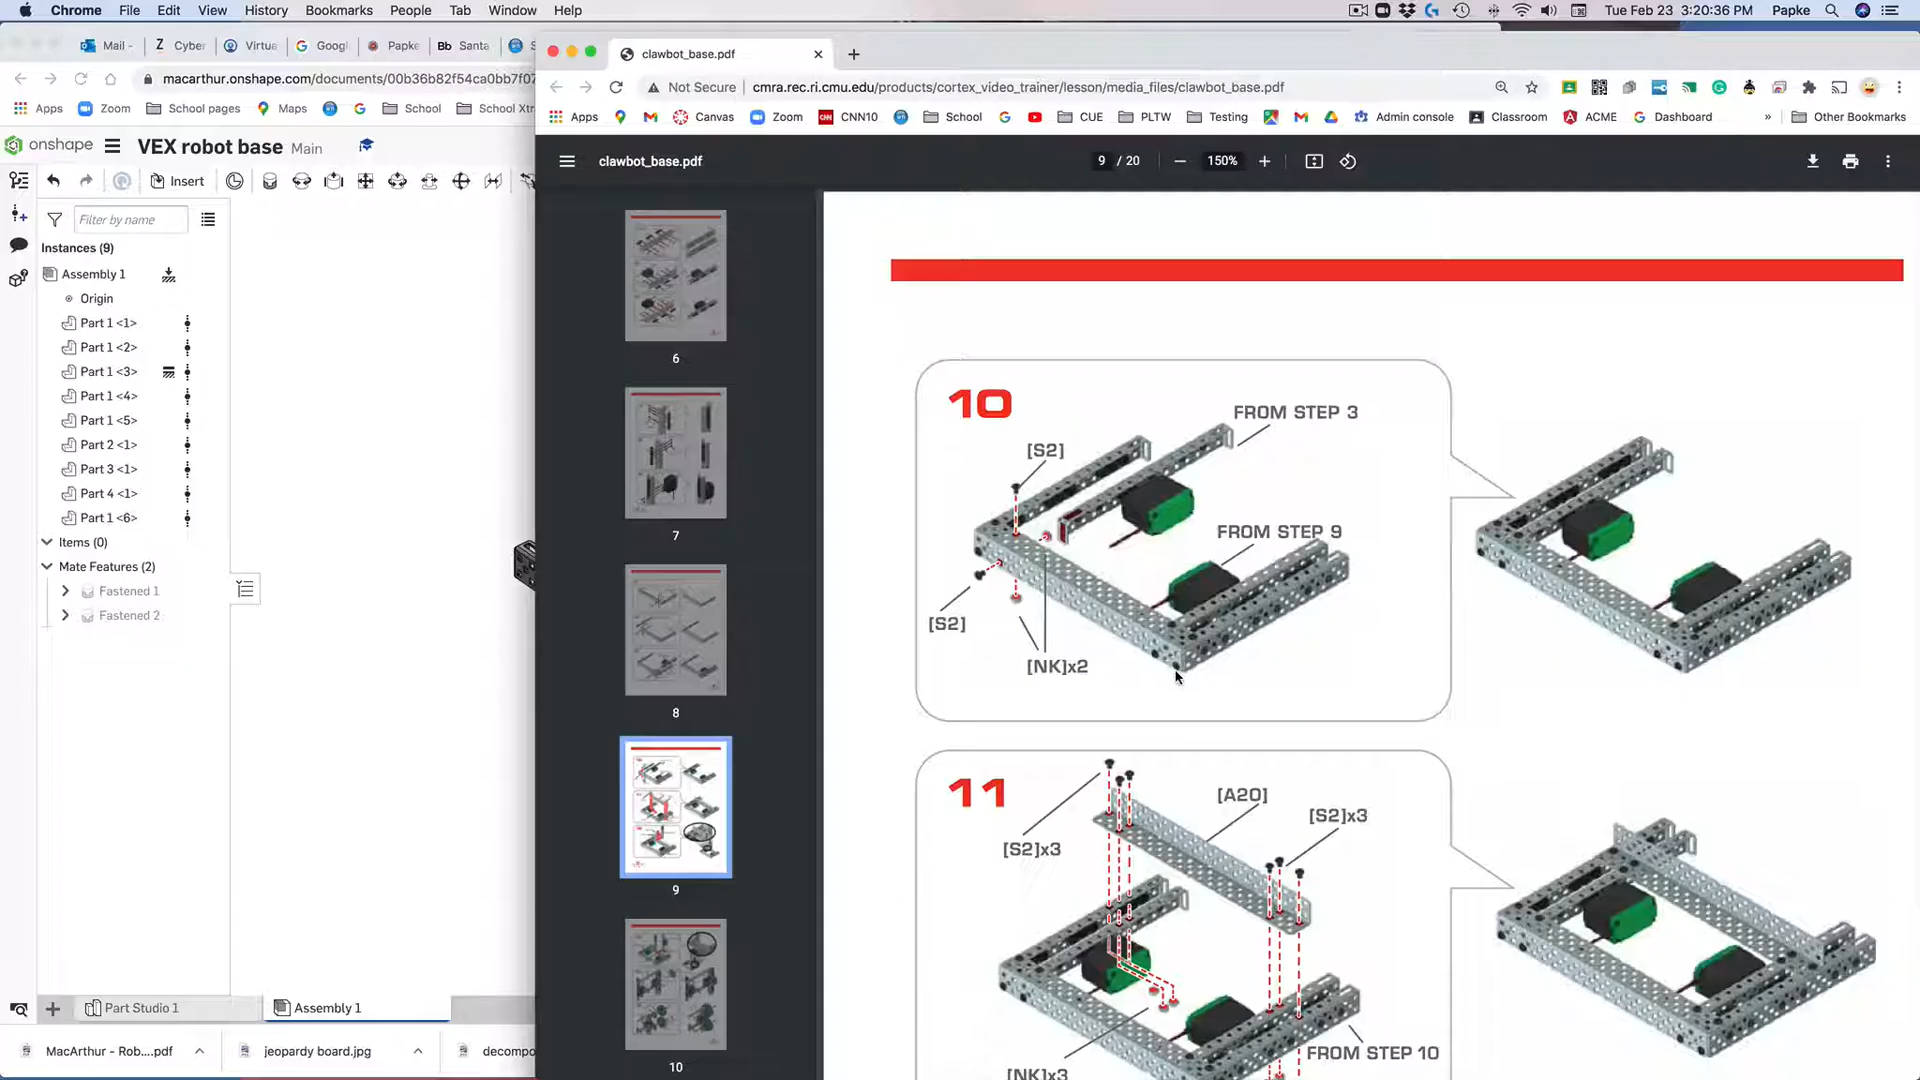 Chrome File Edit View History Bookmarks People Tab Window Help
Tue Feb 23 3:20:36 PM Papke
Mail - Z Cyber Virtua Googl Papke Bb Santa
clawbot_base.pdf
macarthur.onshape.com/documents/00b36b82f54ca0bb7f07
Not Secure cmra.rec.ri.cmu.edu/products/cortex_video_trainer/lesson/media_files/clawbot_base.pdf
Apps Zoom School pages Maps School School Xtr
Apps Canvas Zoom CNN CNN10 School CUE PLTW Testing Admin console Classroom ACME Dashboard » Other Bookmarks
onshape VEX robot base Main
clawbot_base.pdf 9 / 20 150%
Insert
Filter by name
Instances (9)
Assembly 1
Origin
Part 1 <1>
Part 1 <2>
Part 1 <3>
Part 1 <4>
Part 1 <5>
Part 2 <1>
Part 3 <1>
Part 4 <1>
Part 1 <6>
Items (0)
Mate Features (2)
Fastened 1
Fastened 2
6
7
8
9
10
10
FROM STEP 3
[S2]
FROM STEP 9
[S2]
[NK]x2
11
[A20]
[S2]x3
[S2]x3
FROM STEP 10
[NK]x3
Part Studio 1 Assembly 1
MacArthur - Rob....pdf jeopardy board.jpg decompo